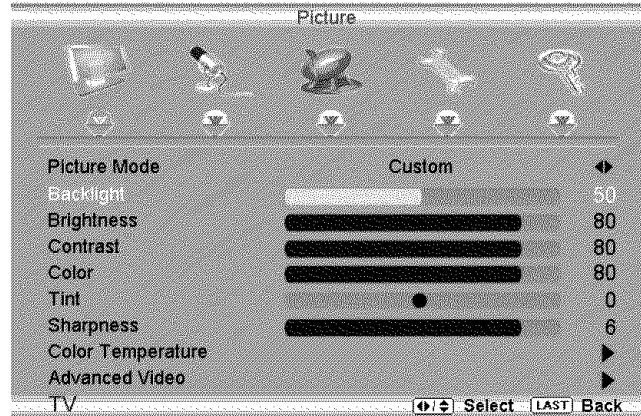 Picture
Picture Mode Custom
Backlight 50
Brightness 80
Contrast 80
Color 80
Tint 0
Sharpness 6
Color Temperature
Advanced Video
TV Select LAST Back